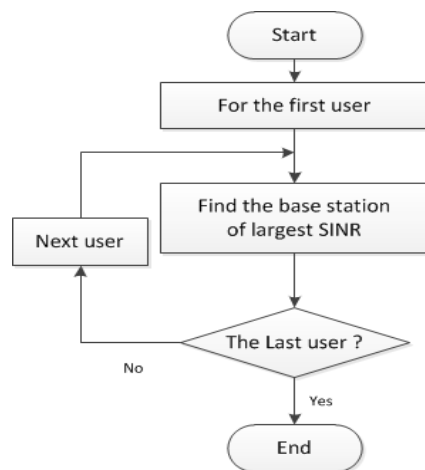 Start
For the first user
Find the base station
of largest SINR
Next user
The Last user ?
No
Yes
End